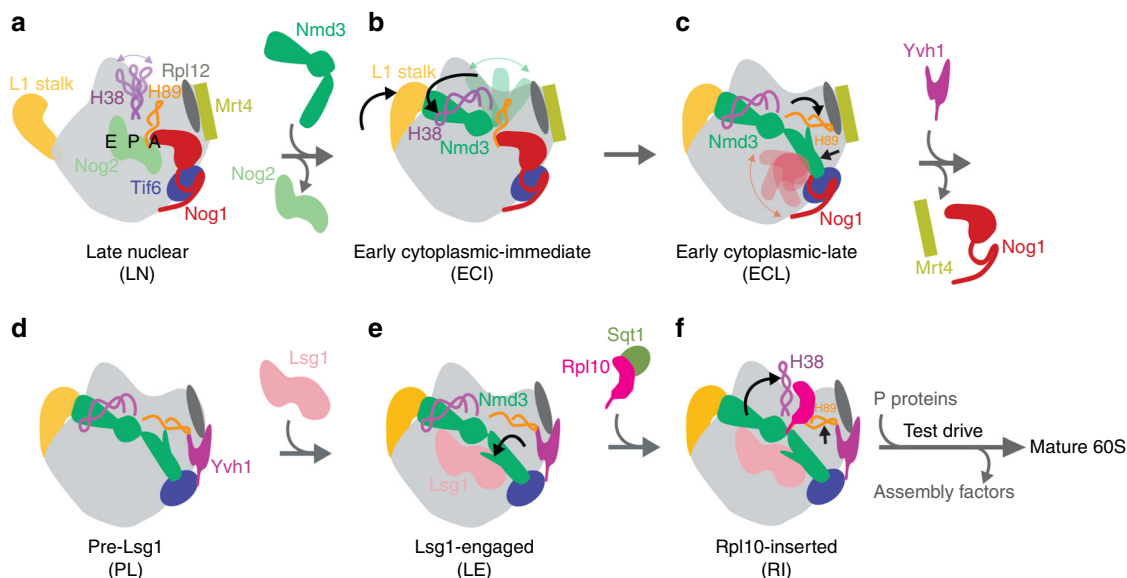 a
Nmd3
b
c
Yvh1
L1 stalk
Rpl12
H38
H89
Mrt4
E P A
Nog2
Tif6
Nog1
Nog2
L1 stalk
H38
Nmd3
Nmd3
H89
Nog1
Mrt4
Nog1
Late nuclear
(LN)
Early cytoplasmic-immediate
(ECI)
Early cytoplasmic-late
(ECL)
d
Lsg1
e
Sqt1
Rpl10
f
H38
Yvh1
Nmd3
Lsg1
H89
P proteins
Test drive
Mature 60S
Assembly factors
Pre-Lsg1
(PL)
Lsg1-engaged
(LE)
Rpl10-inserted
(RI)